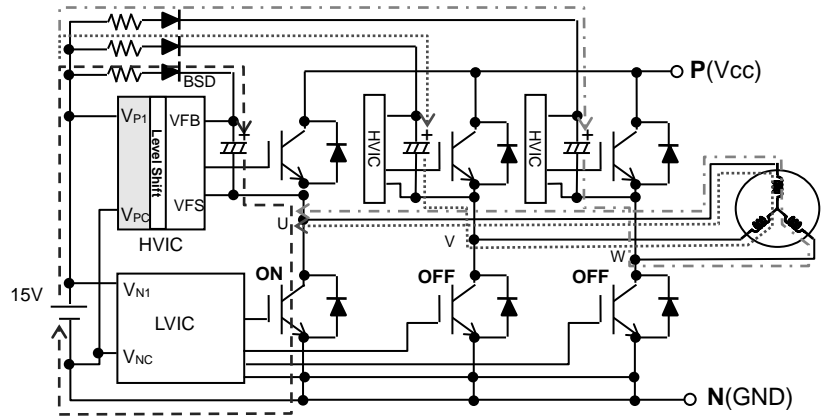 BSD
P(Vcc)
VP1
Level Shift
VFB
VPC
VFS
HVIC
+
HVIC
+
HVIC
+
U
V
W
ON
OFF
OFF
15V
VN1
LVIC
VNC
N(GND)